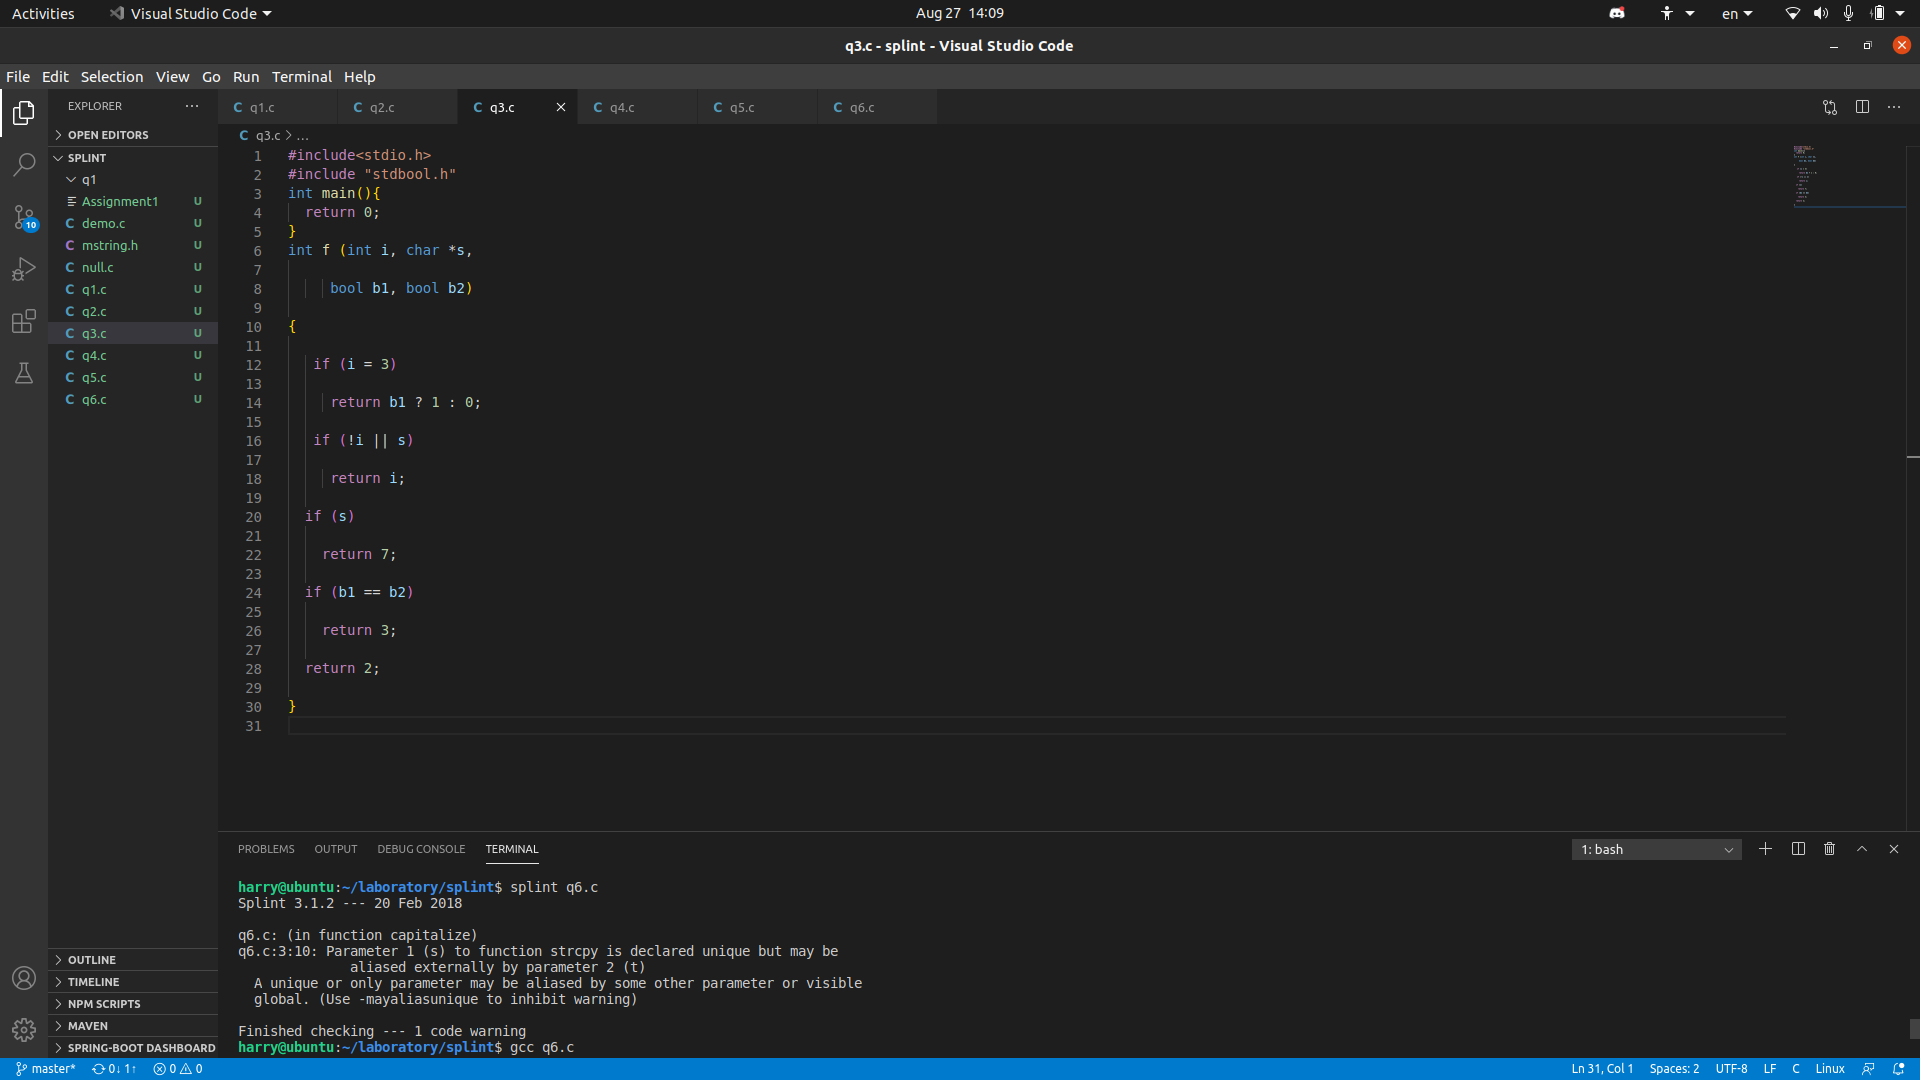 Activities Visual Studio Code Aug 27 14:09 en
q3.c - splint - Visual Studio Code
File Edit Selection View Go Run Terminal Help
EXPLORER
OPEN EDITORS
SPLINT
q1
Assignment1 U
demo.c U
mstring.h U
null.c U
q1.c U
q2.c U
q3.c U
q4.c U
q5.c U
q6.c U
10
OUTLINE
TIMELINE
NPM SCRIPTS
MAVEN
SPRING-BOOT DASHBOARD
C q1.c C q2.c C q3.c C q4.c C q5.c C q6.c
C q3.c > ...
1 #include<stdio.h>
2 #include "stdbool.h"
3 int main(){
4 return 0;
5 }
6 int f (int i, char *s,
7
8 bool b1, bool b2)
9
10 {
11
12 if (i = 3)
13
14 return b1 ? 1 : 0;
15
16 if (!i || s)
17
18 return i;
19
20 if (s)
21
22 return 7;
23
24 if (b1 == b2)
25
26 return 3;
27
28 return 2;
29
30 }
31
PROBLEMS OUTPUT DEBUG CONSOLE TERMINAL 1: bash
harry@ubuntu:~/laboratory/splint$ splint q6.c
Splint 3.1.2 --- 20 Feb 2018
q6.c: (in function capitalize)
q6.c:3:10: Parameter 1 (s) to function strcpy is declared unique but may be
aliased externally by parameter 2 (t)
A unique or only parameter may be aliased by some other parameter or visible
global. (Use -mayaliasunique to inhibit warning)
Finished checking --- 1 code warning
harry@ubuntu:~/laboratory/splint$ gcc q6.c
master* 0↓ 1↑ 0 0 Ln 31, Col 1 Spaces: 2 UTF-8 LF C Linux